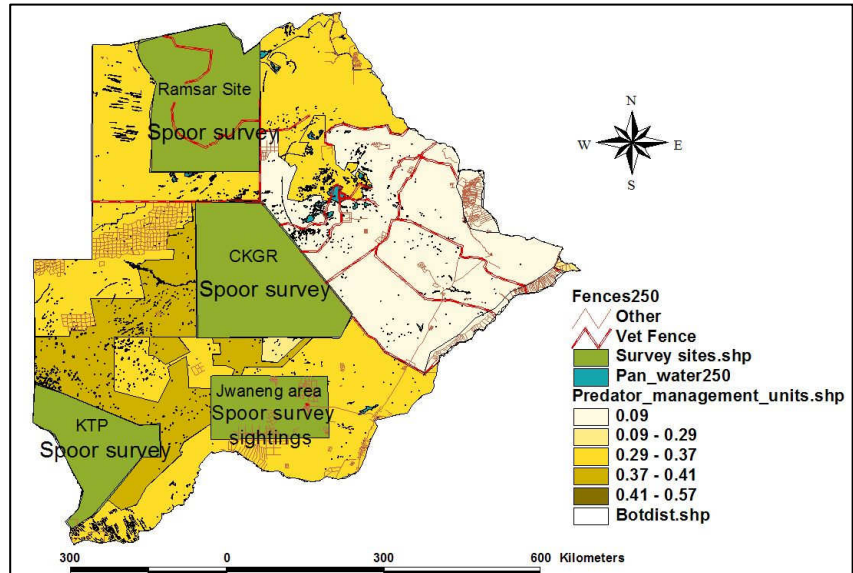 Ramsar Site
Spoor survey
CKGR
Spoor survey
Jwaneng area
Spoor survey
sightings
KTP
Spoor survey
N
W E
S
Fences250
Other
Vet Fence
Survey sites.shp
Pan_water250
Predator_management_units.shp
0.09
0.09 - 0.29
0.29 - 0.37
0.37 - 0.41
0.41 - 0.57
Botdist.shp
300 0 300 600 Kilometers